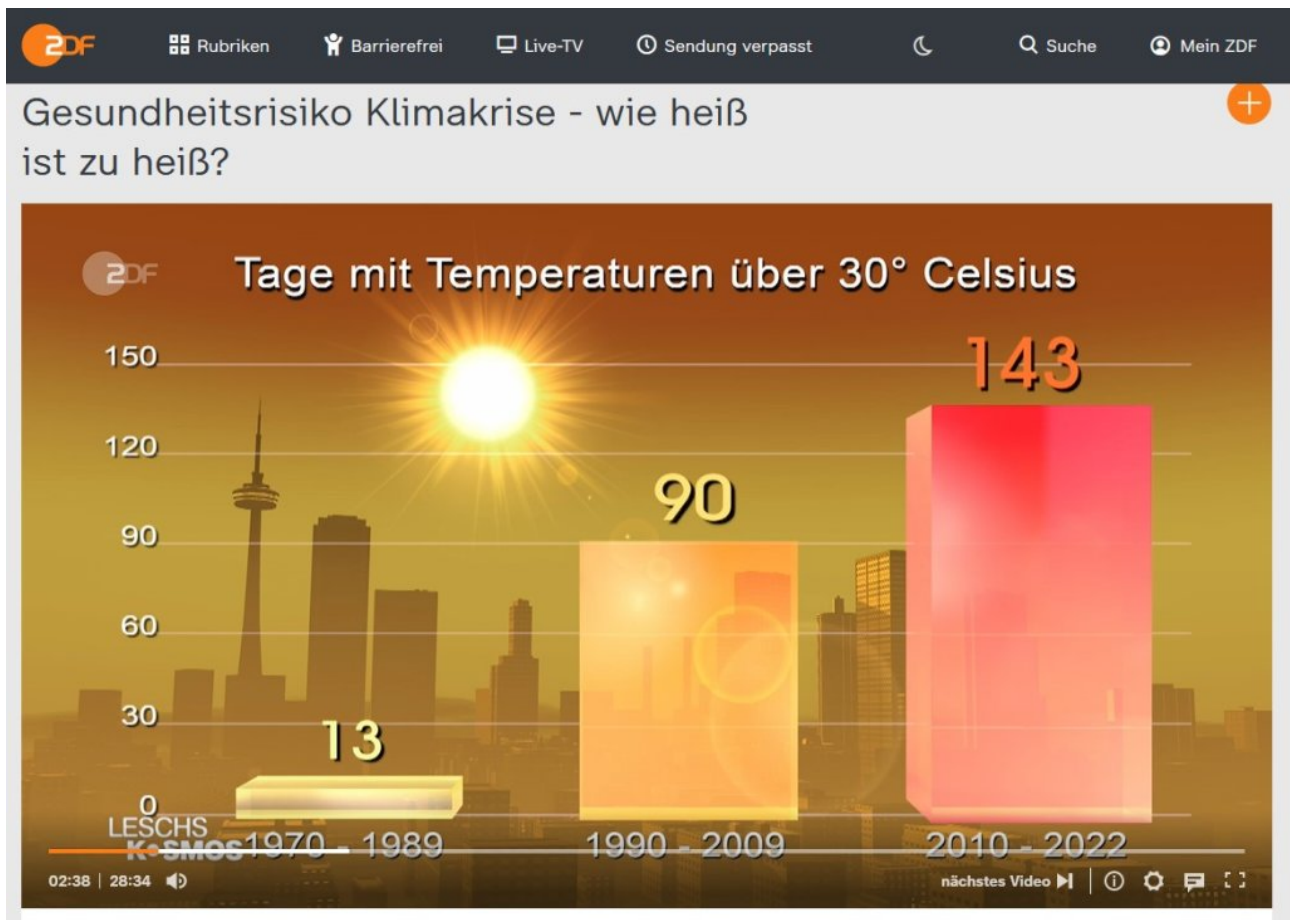 ZDF Rubriken Barrierefrei Live-TV Sendung verpasst Suche Mein ZDF
Gesundheitsrisiko Klimakrise - wie heiß
ist zu heiß?
ZDF
Tage mit Temperaturen über 30° Celsius
150
143
120
90
90
60
30
13
0
1970 - 1989 1990 - 2009 2010 - 2022
LESCHS
KOSMOS
02:38 | 28:34 nächstes Video